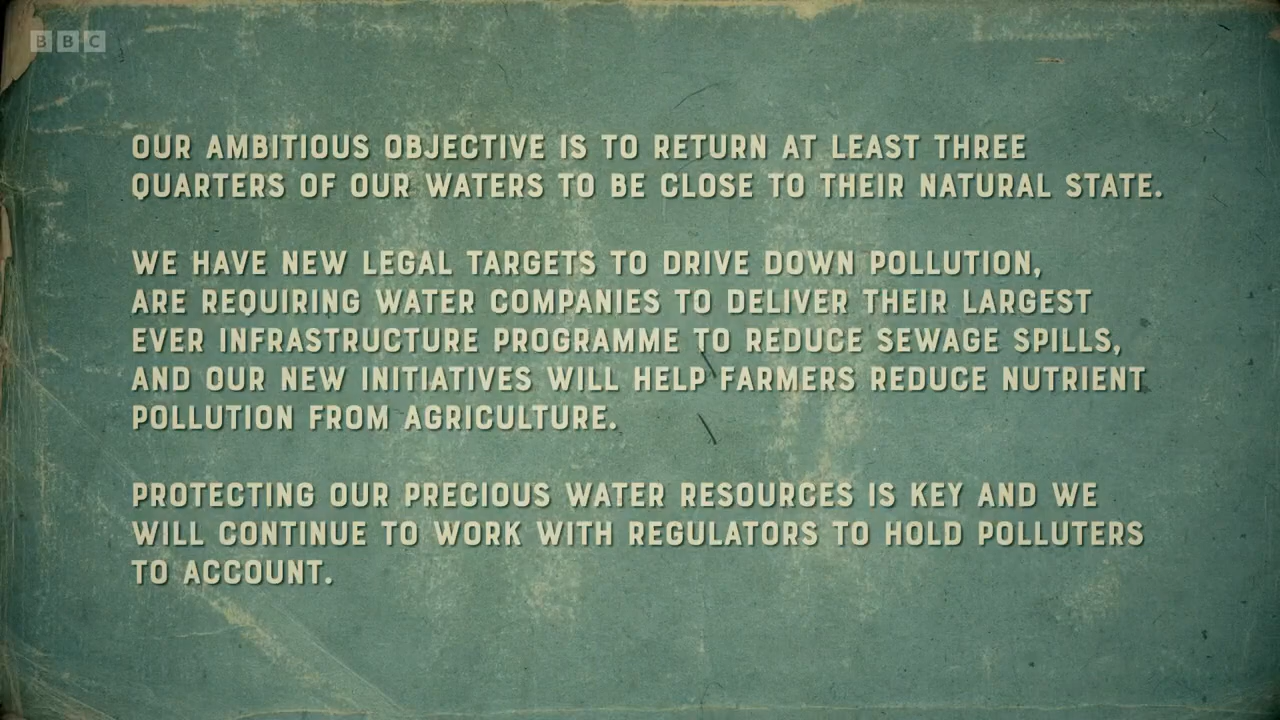 BBC
OUR AMBITIOUS OBJECTIVE IS TO RETURN AT LEAST THREE
QUARTERS OF OUR WATERS TO BE CLOSE TO THEIR NATURAL STATE.
WE HAVE NEW LEGAL TARGETS TO DRIVE DOWN POLLUTION,
ARE REQUIRING WATER COMPANIES TO DELIVER THEIR LARGEST
EVER INFRASTRUCTURE PROGRAMME TO REDUCE SEWAGE SPILLS,
AND OUR NEW INITIATIVES WILL HELP FARMERS REDUCE NUTRIENT
POLLUTION FROM AGRICULTURE.
PROTECTING OUR PRECIOUS WATER RESOURCES IS KEY AND WE
WILL CONTINUE TO WORK WITH REGULATORS TO HOLD POLLUTERS
TO ACCOUNT.